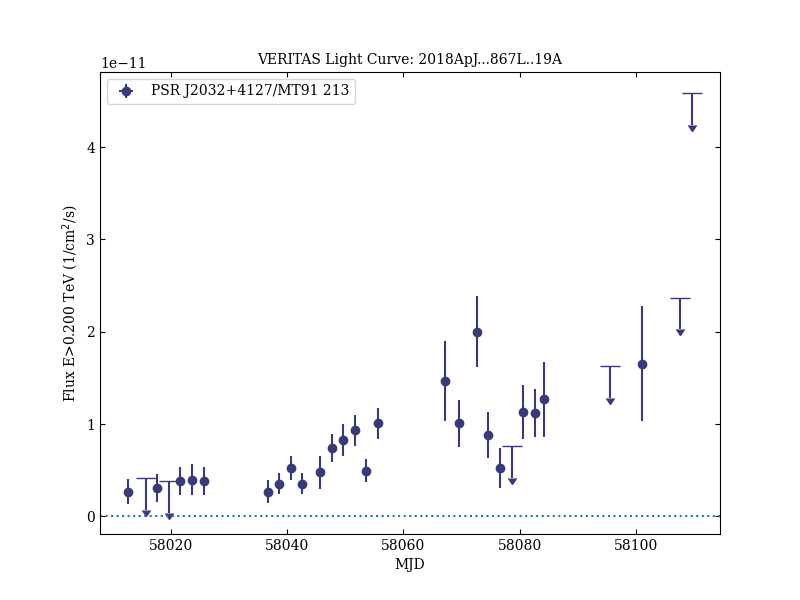 VERITAS Light Curve: 2018ApJ...867L..19A
1e−11
PSR J2032+4127/MT91 213
4
3
2
1
0
Flux E>0.200 TeV (1/cm²/s)
58020 58040 58060 58080 58100
MJD